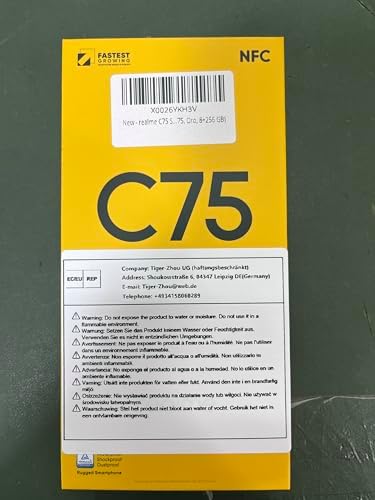 FASTEST
GROWING
NFC
X0026YKH3V
New - realme C75 S...75, Oro, 8+256 GB)
C75
EC REP
Company: Tiger-Zhou UG (haftungsbeschränkt)
Address: Shoukousstraße 6, 04347 Leipzig DE(Germany)
E-mail: Tiger-Zhou@web.de
Telephone: +4934158068289
Warning: Do not expose the product to water or moisture. Do not use it in a
flammable environment.
Warnung: Setzen Sie das Produkt keinem Wasser oder Feuchtigkeit aus.
Verwenden Sie es nicht in entzündlichen Umgebungen.
Avertissement: Ne pas exposer le produit à l'eau ou à l'humidité. Ne pas l'utiliser
dans un environnement inflammable.
Avvertenza: Non esporre il prodotto all'acqua o all'umidità. Non utilizzarlo in
ambienti infiammabili.
Advertencia: No exponga el producto al agua o a la humedad. No lo utilice en un
ambiente inflamable.
Varning: Utsätt inte produkten för vatten eller fukt. Använd den inte i en brandfarlig
miljö.
Ostrzeżenie: Nie wystawiać produktu na działanie wody lub wilgoci. Nie używać w
środowisku łatwopalnym.
Waarschuwing: Stel het product niet bloot aan water of vocht. Gebruik het niet in
een ontvlambare omgeving.
TÜVRheinland
Shockproof
Dustproof
Rugged Smartphone